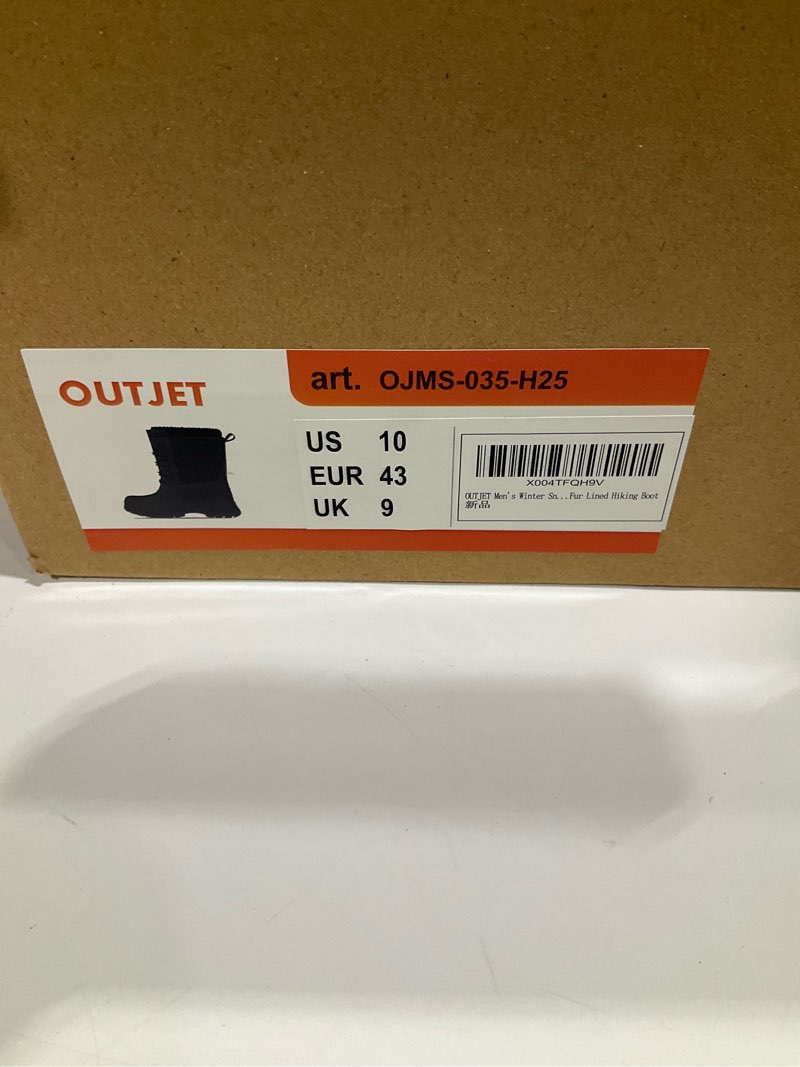 OUTJET
art. OJMS-035-H25
US 10
EUR 43
UK 9
X004TFQH9V
OUTJET Men's Winter Sn...Fur Lined Hiking Boot
新品